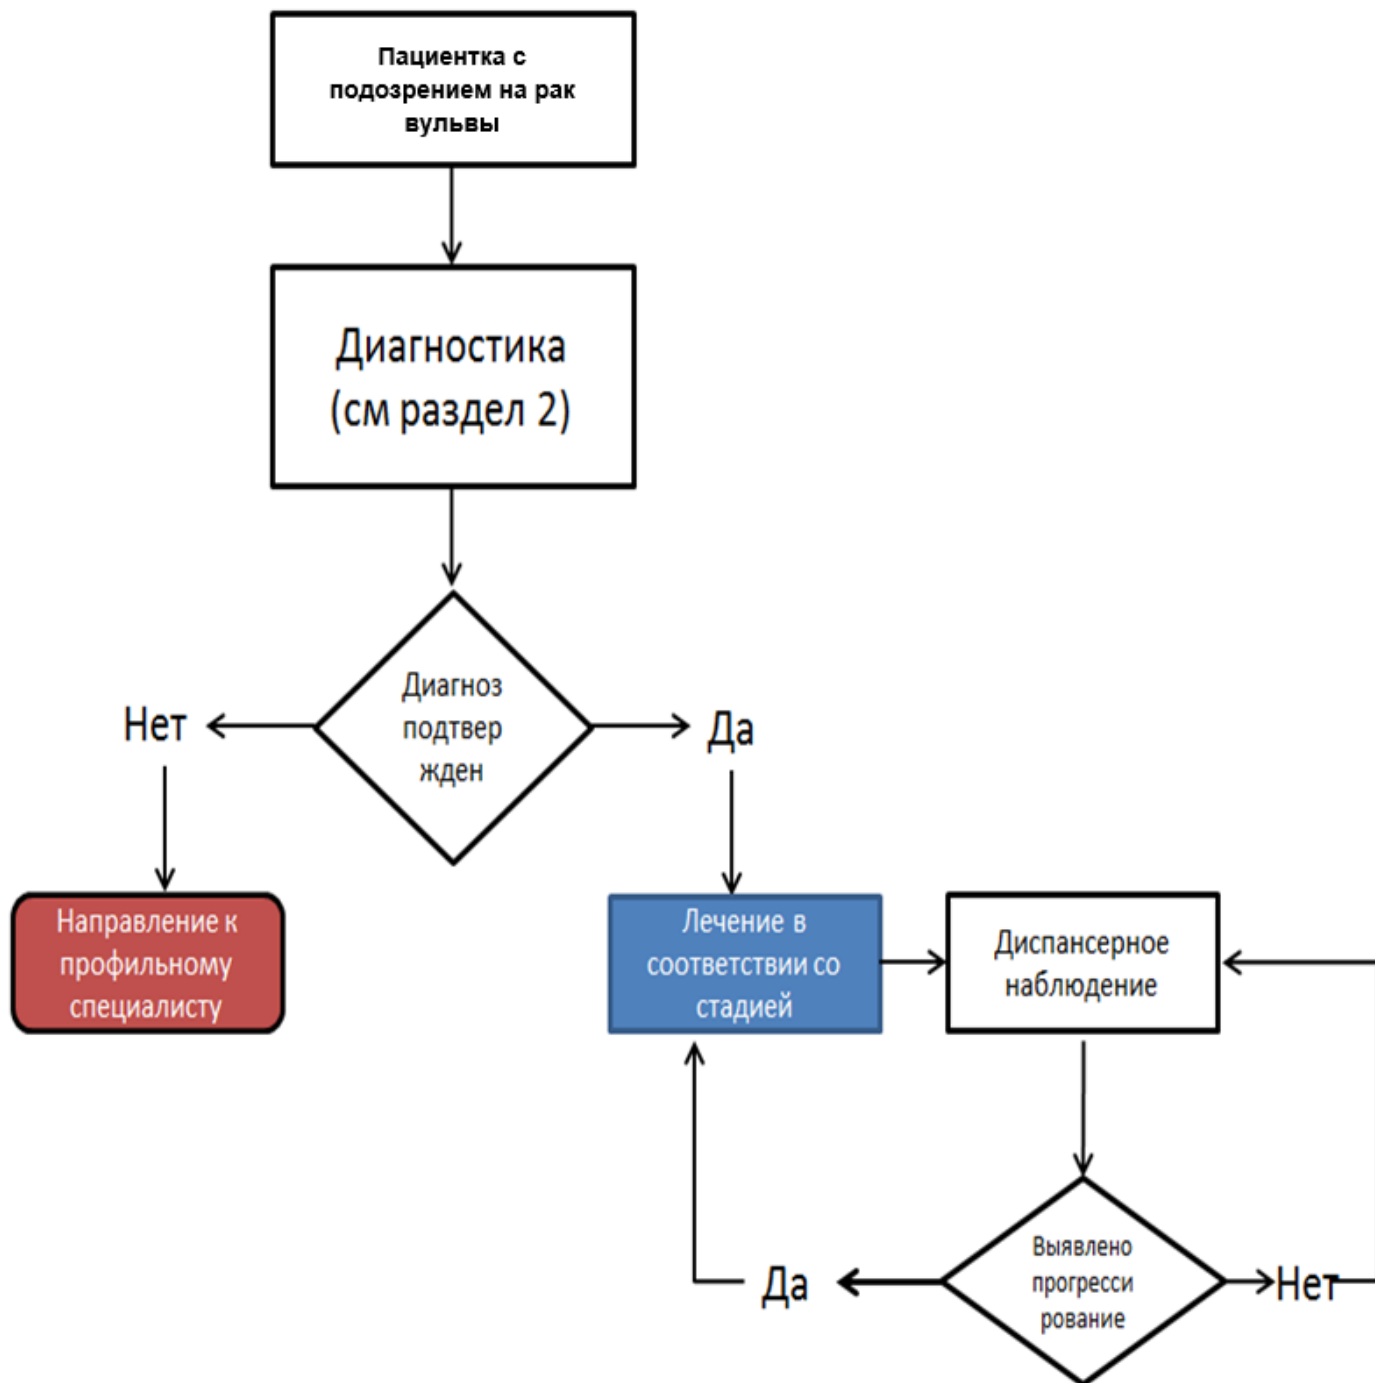 Пациентка с
подозрением на рак
вульвы
Диагностика
(см раздел 2)
Диагноз
подтвер
жден
Нет
Да
Направление к
профильному
специалисту
Лечение в
соответствии со
стадией
Диспансерное
наблюдение
Выявлено
прогресси
рование
Да
Нет